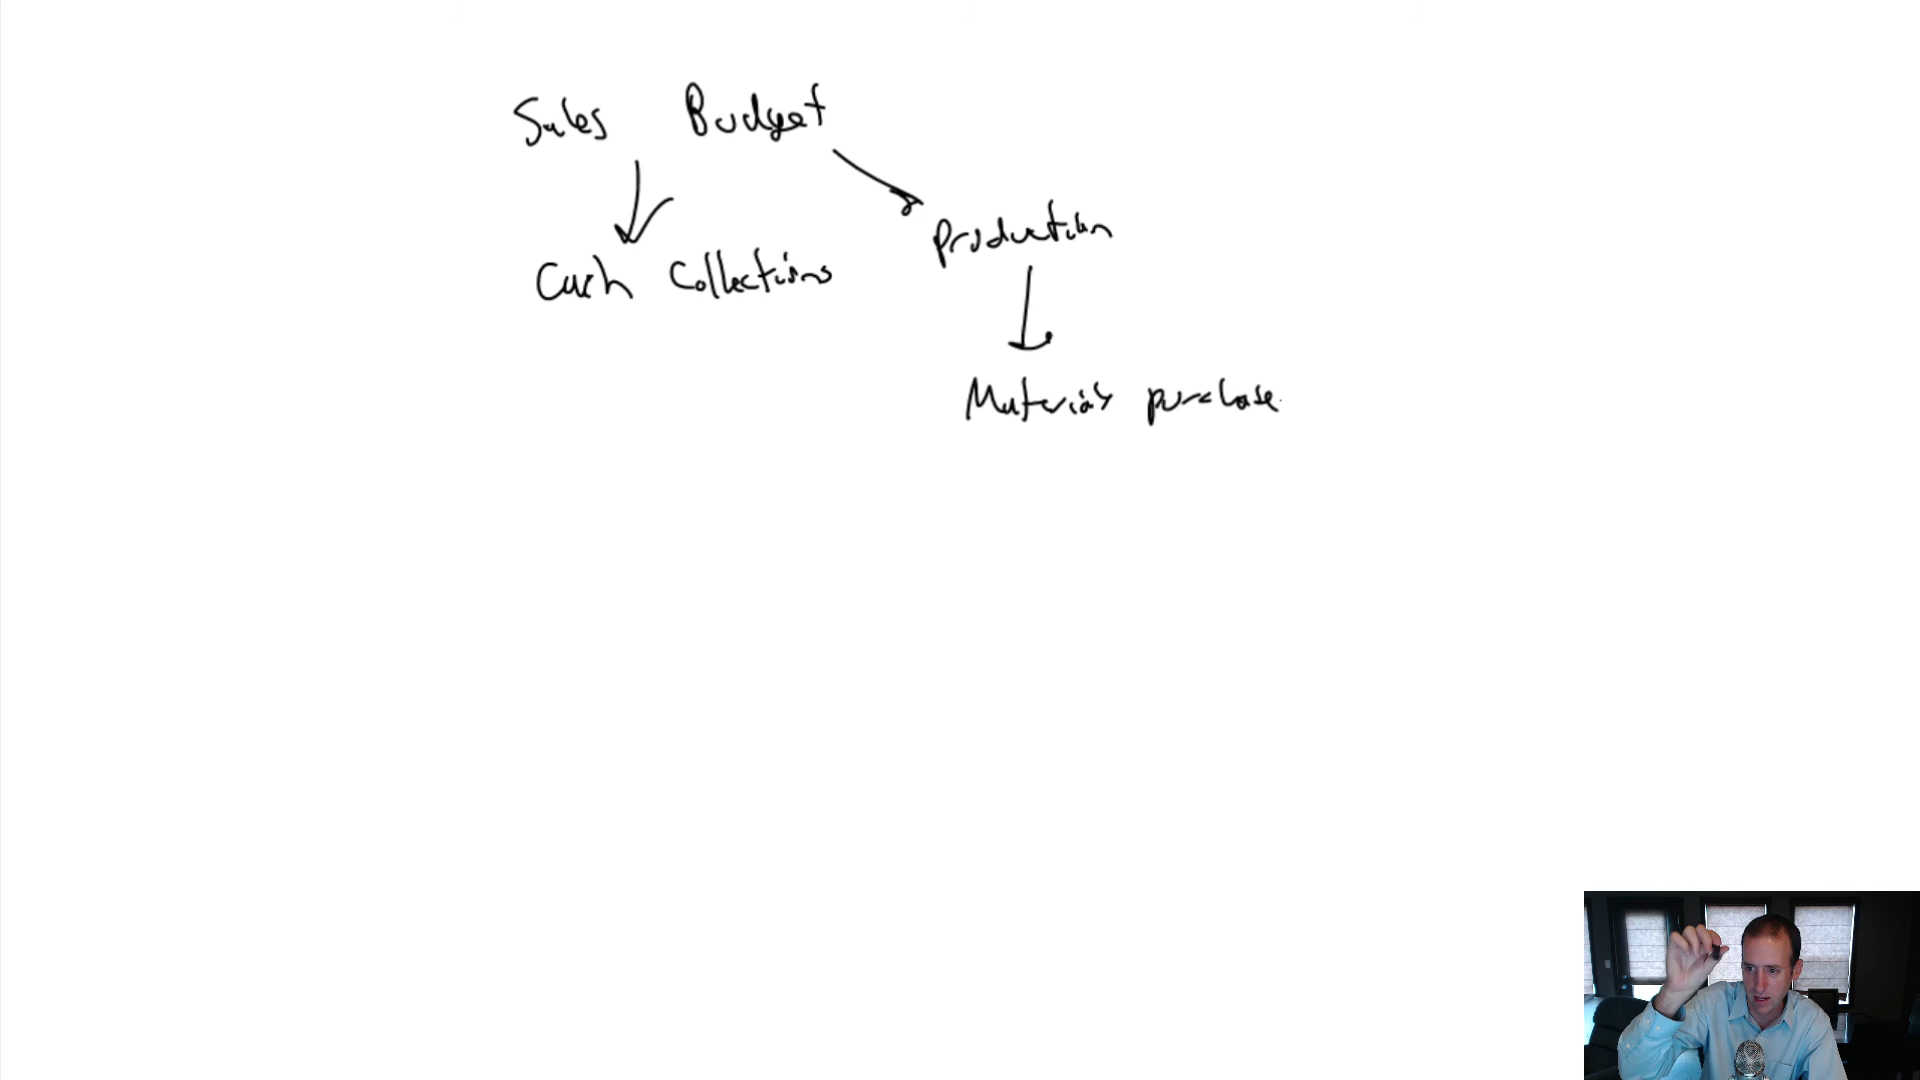 Sales Budget
Production
Cash Collections
Materials purchase